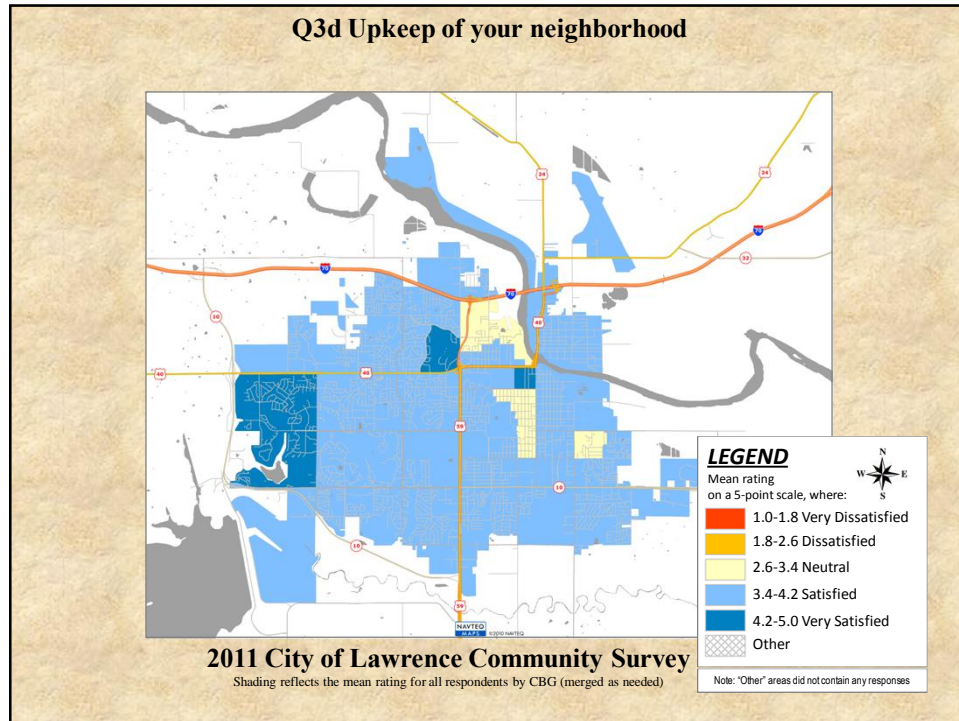 Q3d Upkeep of your neighborhood
24
24
70
32
70
70
10
40
40
40
59
10
10
59
NAVTEQ
MAPS
©2010 NAVTEQ
LEGEND
N
W E
S
Mean rating
on a 5-point scale, where:
1.0-1.8 Very Dissatisfied
1.8-2.6 Dissatisfied
2.6-3.4 Neutral
3.4-4.2 Satisfied
4.2-5.0 Very Satisfied
Other
Note: "Other" areas did not contain any responses
2011 City of Lawrence Community Survey
Shading reflects the mean rating for all respondents by CBG (merged as needed)